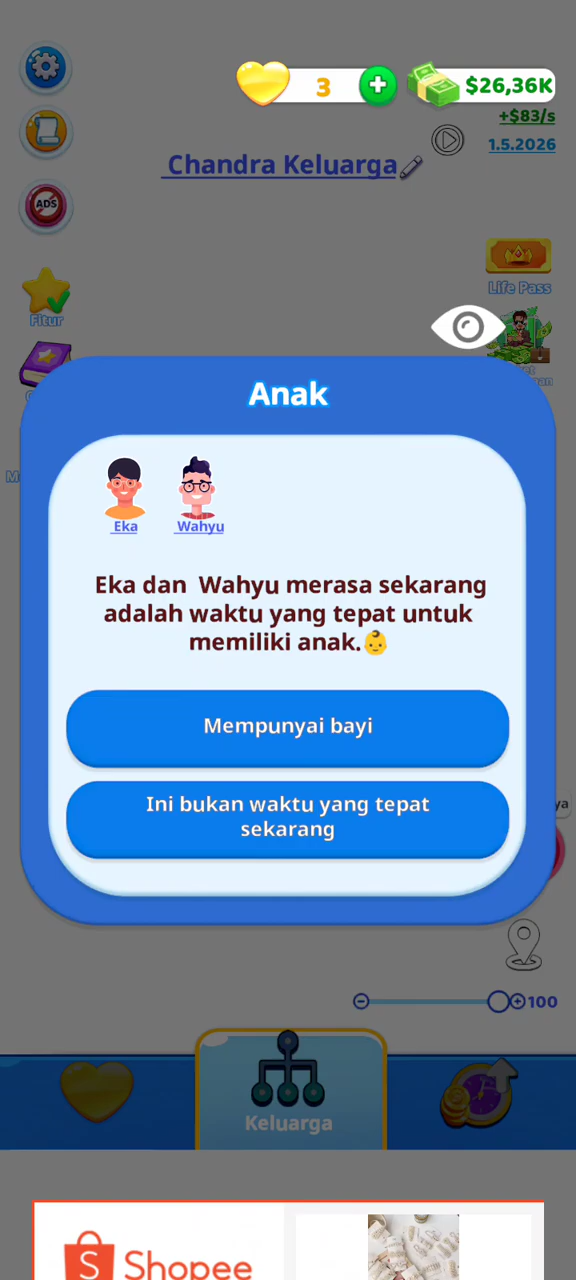 3
$26,36K
+$83/s
1.5.2026
Chandra Keluarga
ADS
Life Pass
Fitur
Anak
Eka
Wahyu
Eka dan Wahyu merasa sekarang
adalah waktu yang tepat untuk
memiliki anak.👶
Mempunyai bayi
Ini bukan waktu yang tepat
sekarang
ya
100
Keluarga
S Shopee